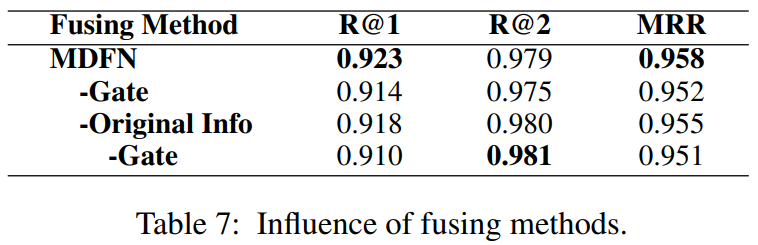 Fusing Method R@1 R@2 MRR
MDFN 0.923 0.979 0.958
-Gate 0.914 0.975 0.952
-Original Info 0.918 0.980 0.955
-Gate 0.910 0.981 0.951
Table 7: Influence of fusing methods.